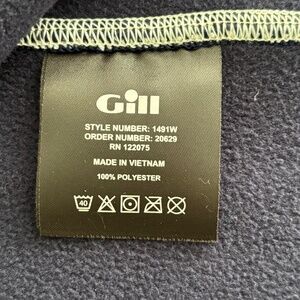 Gill
STYLE NUMBER: 1491W
ORDER NUMBER: 20629
RN 122075
MADE IN VIETNAM
100% POLYESTER
40